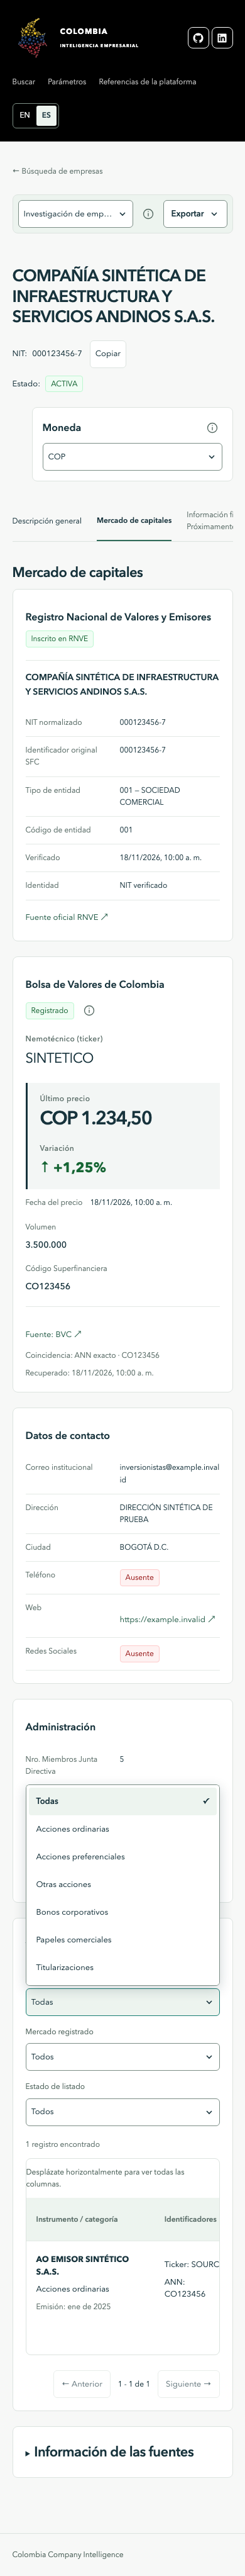 COLOMBIA
INTELIGENCIA EMPRESARIAL
Buscar Parámetros Referencias de la plataforma
EN ES
← Búsqueda de empresas
Investigación de emp... Exportar
COMPAÑÍA SINTÉTICA DE
INFRAESTRUCTURA Y
SERVICIOS ANDINOS S.A.S.
NIT: 000123456-7 Copiar
Estado: ACTIVA
Moneda
COP
Descripción general Mercado de capitales Información fi
Próximamente
Mercado de capitales
Registro Nacional de Valores y Emisores
Inscrito en RNVE
COMPAÑÍA SINTÉTICA DE INFRAESTRUCTURA
Y SERVICIOS ANDINOS S.A.S.
NIT normalizado 000123456-7
Identificador original 000123456-7
SFC
Tipo de entidad 001 – SOCIEDAD
COMERCIAL
Código de entidad 001
Verificado 18/11/2026, 10:00 a. m.
Identidad NIT verificado
Fuente oficial RNVE ↗
Bolsa de Valores de Colombia
Registrado
Nemotécnico (ticker)
SINTETICO
Último precio
COP 1.234,50
Variación
↑ +1,25%
Fecha del precio 18/11/2026, 10:00 a. m.
Volumen
3.500.000
Código Superfinanciera
CO123456
Fuente: BVC ↗
Coincidencia: ANN exacto · CO123456
Recuperado: 18/11/2026, 10:00 a. m.
Datos de contacto
Correo institucional inversionistas@example.inval
id
Dirección DIRECCIÓN SINTÉTICA DE
PRUEBA
Ciudad BOGOTÁ D.C.
Teléfono Ausente
Web
https://example.invalid ↗
Redes Sociales Ausente
Administración
Nro. Miembros Junta 5
Directiva
Todas ✓
Acciones ordinarias
Acciones preferenciales
Otras acciones
Bonos corporativos
Papeles comerciales
Titularizaciones
Todas
Mercado registrado
Todos
Estado de listado
Todos
1 registro encontrado
Desplázate horizontalmente para ver todas las
columnas.
Instrumento / categoría Identificadores
AO EMISOR SINTÉTICO
S.A.S.
Acciones ordinarias
Emisión: ene de 2025
Ticker: SOURC
ANN:
CO123456
← Anterior 1 - 1 de 1 Siguiente →
Información de las fuentes
Colombia Company Intelligence